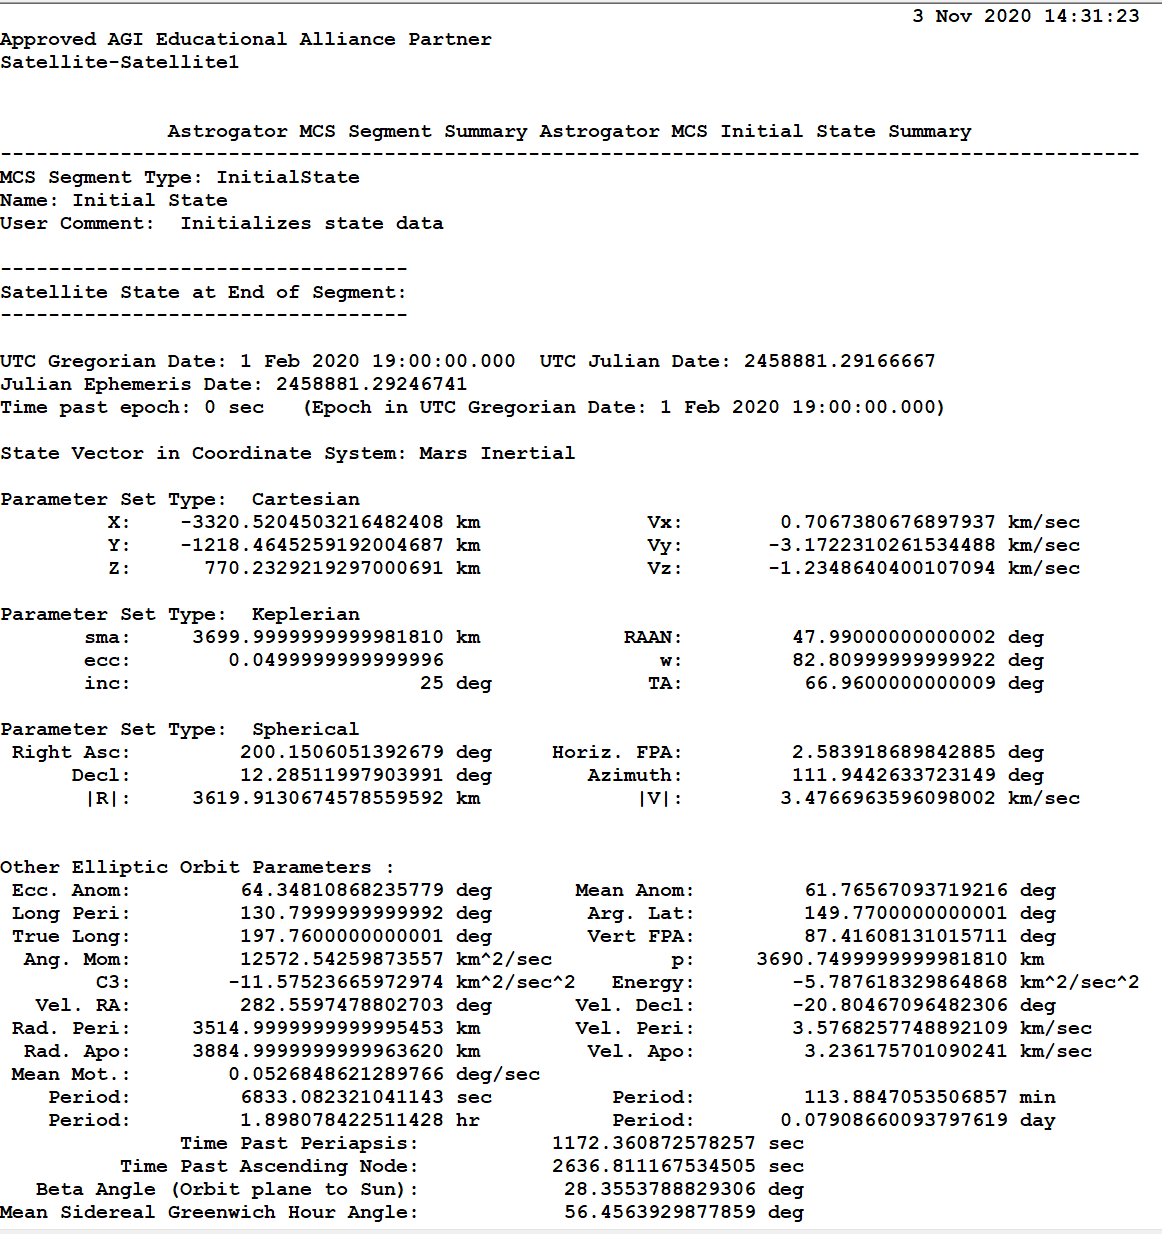 3 Nov 2020 14:31:23
Approved AGI Educational Alliance Partner
Satellite-Satellite1
Astrogator MCS Segment Summary Astrogator MCS Initial State Summary
-----------------------------------------------------------------------------------------------
MCS Segment Type: InitialState
Name: Initial State
User Comment:  Initializes state data
----------------------------------
Satellite State at End of Segment:
----------------------------------
UTC Gregorian Date: 1 Feb 2020 19:00:00.000  UTC Julian Date: 2458881.29166667
Julian Ephemeris Date: 2458881.29246741
Time past epoch: 0 sec   (Epoch in UTC Gregorian Date: 1 Feb 2020 19:00:00.000)
State Vector in Coordinate System: Mars Inertial
Parameter Set Type:  Cartesian
X:    -3320.5204503216482408 km              Vx:        0.7067380676897937 km/sec
Y:    -1218.4645259192004687 km              Vy:       -3.1722310261534488 km/sec
Z:      770.2329219297000691 km              Vz:       -1.2348640400107094 km/sec
Parameter Set Type:  Keplerian
sma:     3699.9999999999981810 km            RAAN:         47.99000000000002 deg
ecc:        0.0499999999999996                  w:         82.80999999999922 deg
inc:                        25 deg             TA:          66.9600000000009 deg
Parameter Set Type:  Spherical
Right Asc:         200.1506051392679 deg     Horiz. FPA:         2.583918689842885 deg
Decl:         12.28511997903991 deg        Azimuth:         111.9442633723149 deg
|R|:     3619.9130674578559592 km             |V|:        3.4766963596098002 km/sec
Other Elliptic Orbit Parameters :
Ecc. Anom:         64.34810868235779 deg       Mean Anom:         61.76567093719216 deg
Long Peri:         130.7999999999992 deg        Arg. Lat:         149.7700000000001 deg
True Long:         197.7600000000001 deg        Vert FPA:         87.41608131015711 deg
Ang. Mom:         12572.54259873557 km^2/sec          p:     3690.7499999999981810 km
C3:        -11.57523665972974 km^2/sec^2   Energy:        -5.787618329864868 km^2/sec^2
Vel. RA:         282.5597478802703 deg       Vel. Decl:        -20.80467096482306 deg
Rad. Peri:     3514.9999999999995453 km        Vel. Peri:        3.5768257748892109 km/sec
Rad. Apo:     3884.9999999999963620 km         Vel. Apo:         3.236175701090241 km/sec
Mean Mot.:        0.0526848621289766 deg/sec
Period:         6833.082321041143 sec          Period:         113.8847053506857 min
Period:         1.898078422511428 hr           Period:       0.07908660093797619 day
Time Past Periapsis:           1172.360872578257 sec
Time Past Ascending Node:           2636.811167534505 sec
Beta Angle (Orbit plane to Sun):            28.3553788829306 deg
Mean Sidereal Greenwich Hour Angle:            56.4563929877859 deg